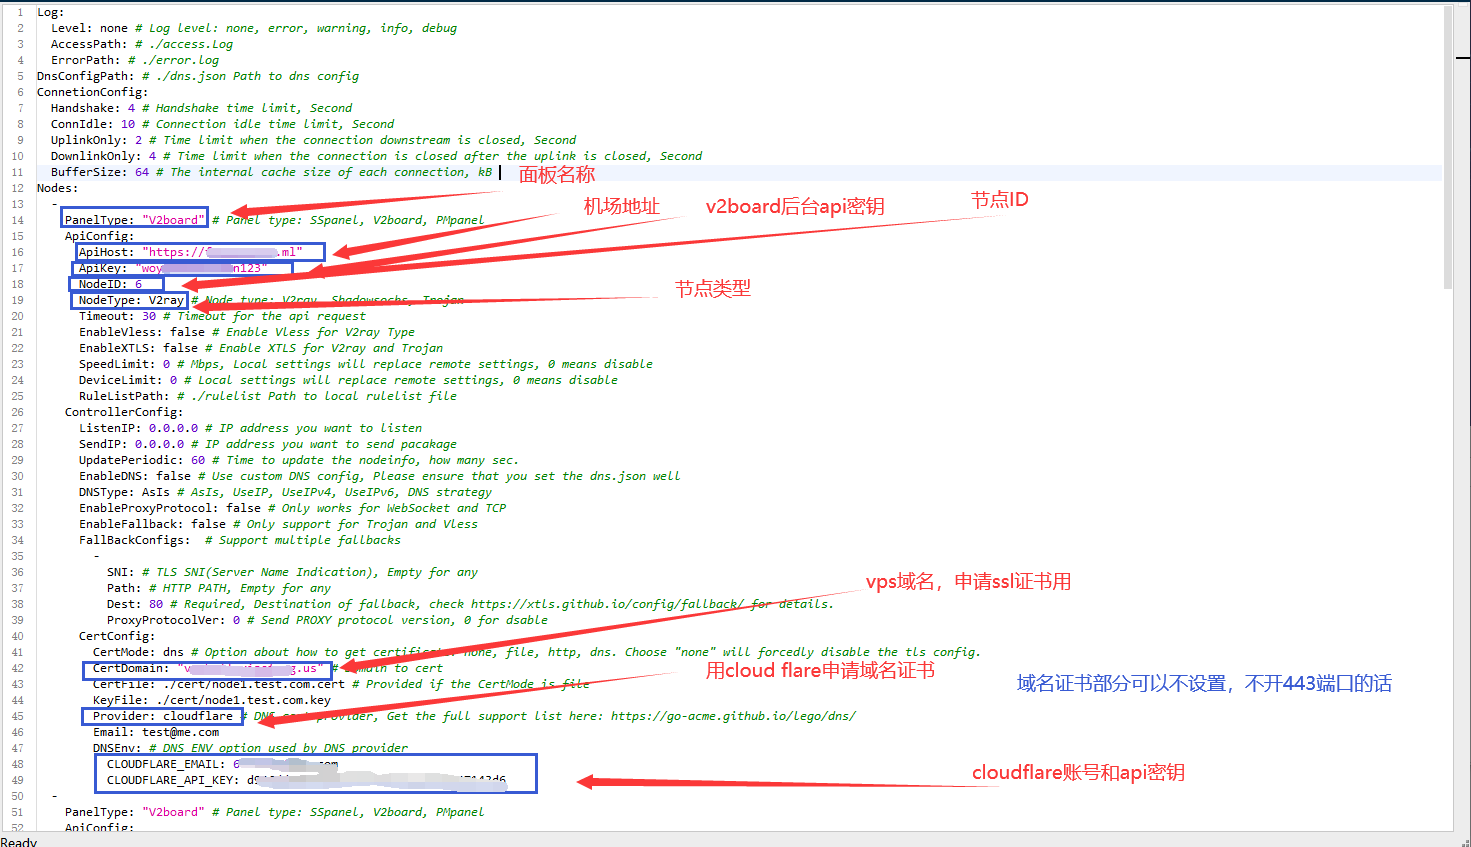 1 Log:
2 Level: none # Log level: none, error, warning, info, debug
3 AccessPath: # ./access.Log
4 ErrorPath: # ./error.log
5 DnsConfigPath: # ./dns.json Path to dns config
6 ConnetionConfig:
7 Handshake: 4 # Handshake time limit, Second
8 ConnIdle: 10 # Connection idle time limit, Second
9 UplinkOnly: 2 # Time limit when the connection downstream is closed, Second
10 DownlinkOnly: 4 # Time limit when the connection is closed after the uplink is closed, Second
11 BufferSize: 64 # The internal cache size of each connection, kB
面板名称
12 Nodes:
13 -
机场地址
v2board后台api密钥
节点ID
14 PanelType: "V2board" # Panel type: SSpanel, V2board, PMpanel
15 ApiConfig:
16 ApiHost: "https://f .ml"
17 ApiKey: "woy n123"
18 NodeID: 6
节点类型
19 NodeType: V2ray # Node type: V2ray, Shadowsocks, Trojan
20 Timeout: 30 # Timeout for the api request
21 EnableVless: false # Enable Vless for V2ray Type
22 EnableXTLS: false # Enable XTLS for V2ray and Trojan
23 SpeedLimit: 0 # Mbps, Local settings will replace remote settings, 0 means disable
24 DeviceLimit: 0 # Local settings will replace remote settings, 0 means disable
25 RuleListPath: # ./rulelist Path to local rulelist file
26 ControllerConfig:
27 ListenIP: 0.0.0.0 # IP address you want to listen
28 SendIP: 0.0.0.0 # IP address you want to send pacakage
29 UpdatePeriodic: 60 # Time to update the nodeinfo, how many sec.
30 EnableDNS: false # Use custom DNS config, Please ensure that you set the dns.json well
31 DNSType: AsIs # AsIs, UseIP, UseIPv4, UseIPv6, DNS strategy
32 EnableProxyProtocol: false # Only works for WebSocket and TCP
33 EnableFallback: false # Only support for Trojan and Vless
34 FallBackConfigs:  # Support multiple fallbacks
35 -
36 SNI: # TLS SNI(Server Name Indication), Empty for any
vps域名，申请ssl证书用
37 Path: # HTTP PATH, Empty for any
38 Dest: 80 # Required, Destination of fallback, check https://xtls.github.io/config/fallback/ for details.
39 ProxyProtocolVer: 0 # Send PROXY protocol version, 0 for dsable
40 CertConfig:
41 CertMode: dns # Option about how to get certificate: none, file, http, dns. Choose "none" will forcedly disable the tls config.
42 CertDomain: "v g.us" # Domain to cert
用cloud flare申请域名证书
域名证书部分可以不设置，不开443端口的话
43 CertFile: ./cert/node1.test.com.cert # Provided if the CertMode is file
44 KeyFile: ./cert/node1.test.com.key
45 Provider: cloudflare # DNS cert provider, Get the full support list here: https://go-acme.github.io/lego/dns/
46 Email: test@me.com
47 DNSEnv: # DNS ENV option used by DNS provider
48 CLOUDFLARE_EMAIL: 6 com
cloudflare账号和api密钥
49 CLOUDFLARE_API_KEY:
50 -
51 PanelType: "V2board" # Panel type: SSpanel, V2board, PMpanel
52 ApiConfig:
Ready